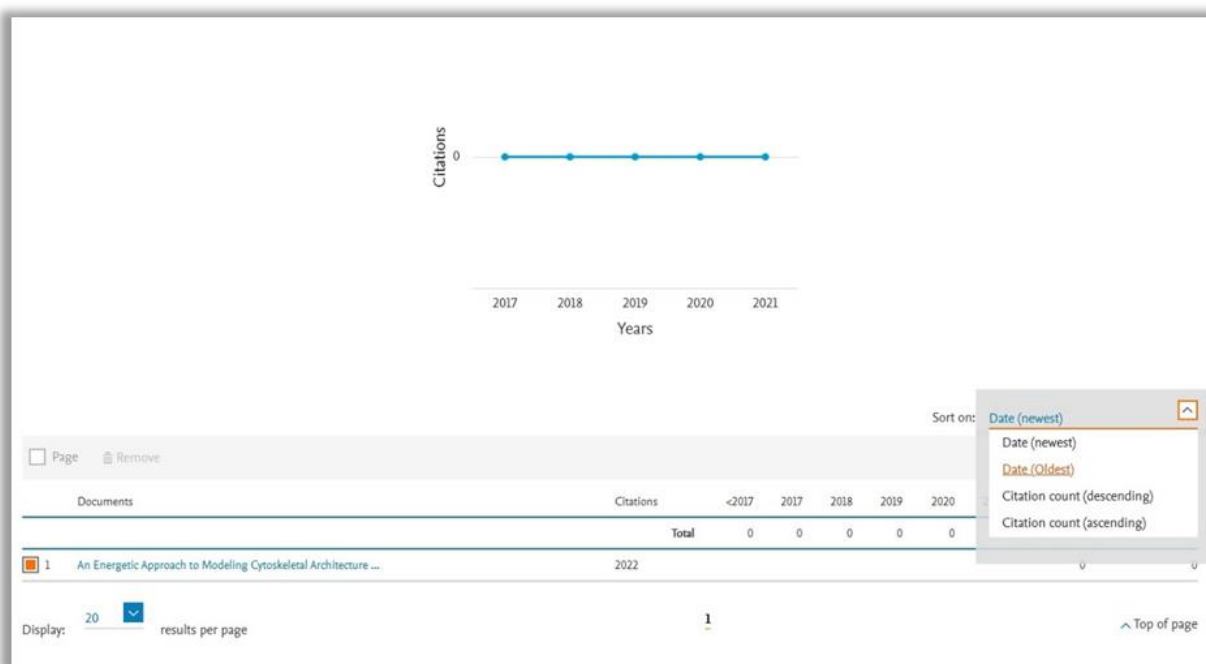 Citations
0
2017 2018 2019 2020 2021
Years
Sort on: Date (newest)
Date (newest)
Date (Oldest)
Citation count (descending)
Citation count (ascending)
Page Remove
Documents Citations <2017 2017 2018 2019 2020
Total 0 0 0 0 0
1 An Energetic Approach to Modeling Cytoskeletal Architecture ... 2022 0 0
Display: 20 results per page 1 Top of page